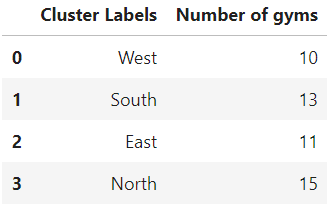 Cluster Labels Number of gyms
0 West 10
1 South 13
2 East 11
3 North 15